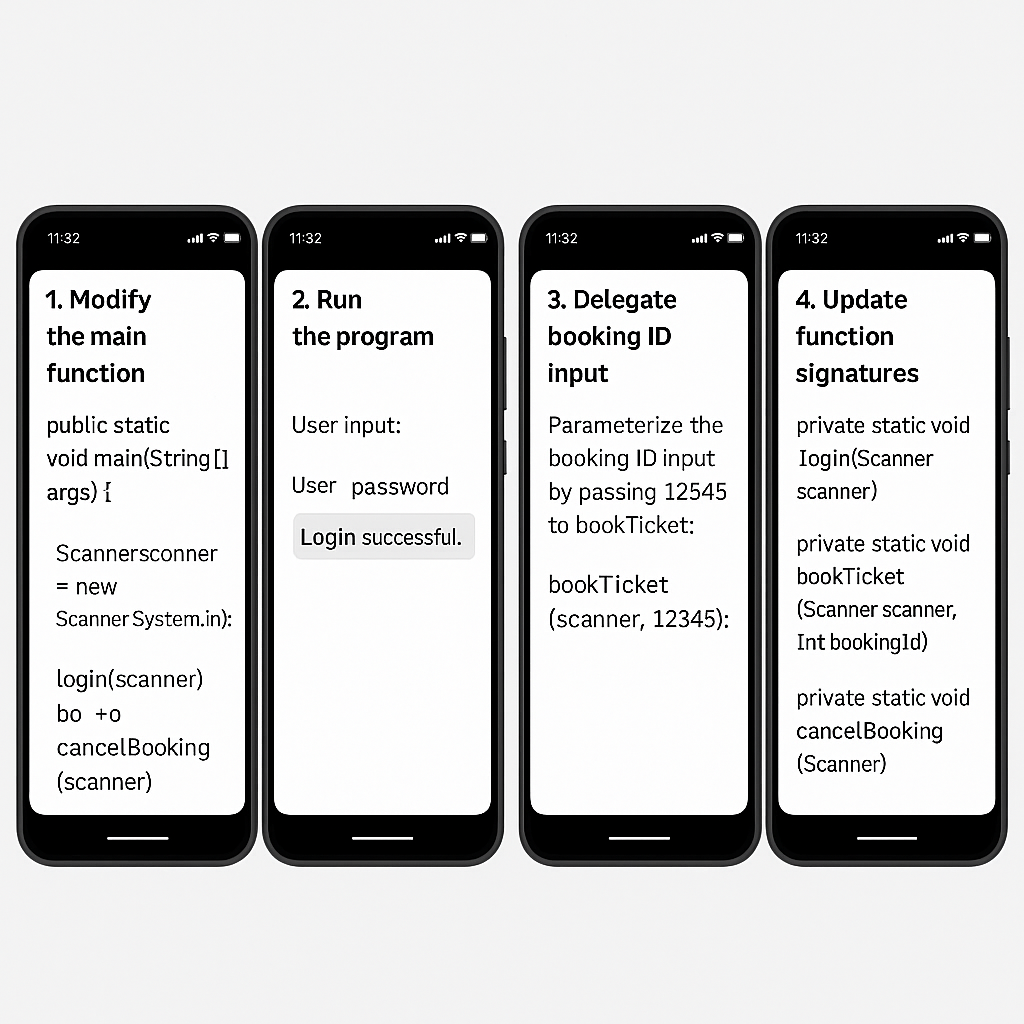 11:32
1. Modify
the main
function
public static
void main(String[]
args) {
Scannersconner
= new
Scanner System.in):
login(scanner)
bo +o
cancelBooking
(scanner)
11:32
2. Run
the program
User input:
User password
Login successful.
11:32
3. Delegate
booking ID
input
Parameterize the
booking ID input
by passing 12545
to bookTicket:
bookTicket
(scanner, 12345):
11:32
4. Update
function
signatures
private static void
login(Scanner
scanner)
private static void
bookTicket
(Scanner scanner,
Int bookingId)
private static void
cancelBooking
(Scanner)